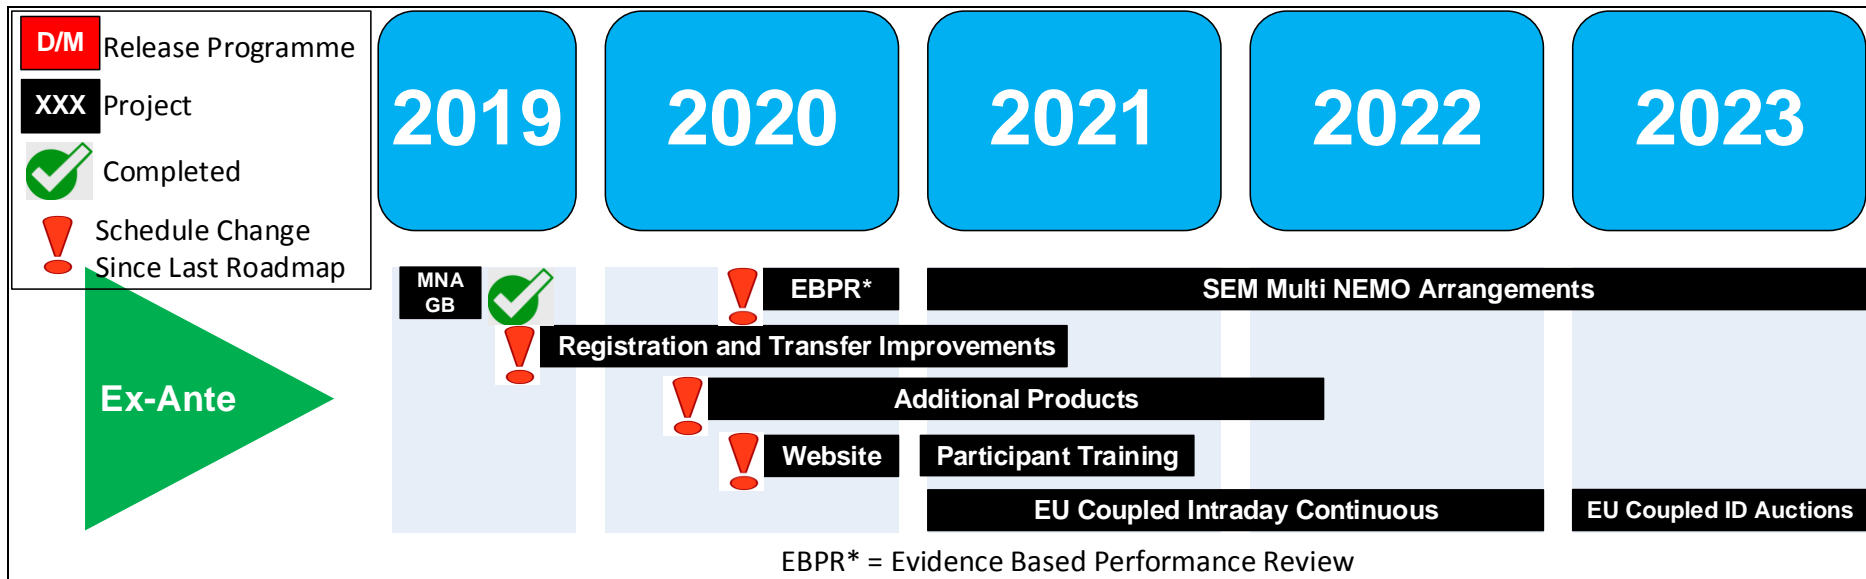 D/M Release Programme
XXX Project
Completed
Schedule Change
Since Last Roadmap
2019 2020 2021 2022 2023
Ex-Ante
MNA
GB
EBPR*
SEM Multi NEMO Arrangements
Registration and Transfer Improvements
Additional Products
Website
Participant Training
EU Coupled Intraday Continuous
EU Coupled ID Auctions
EBPR* = Evidence Based Performance Review